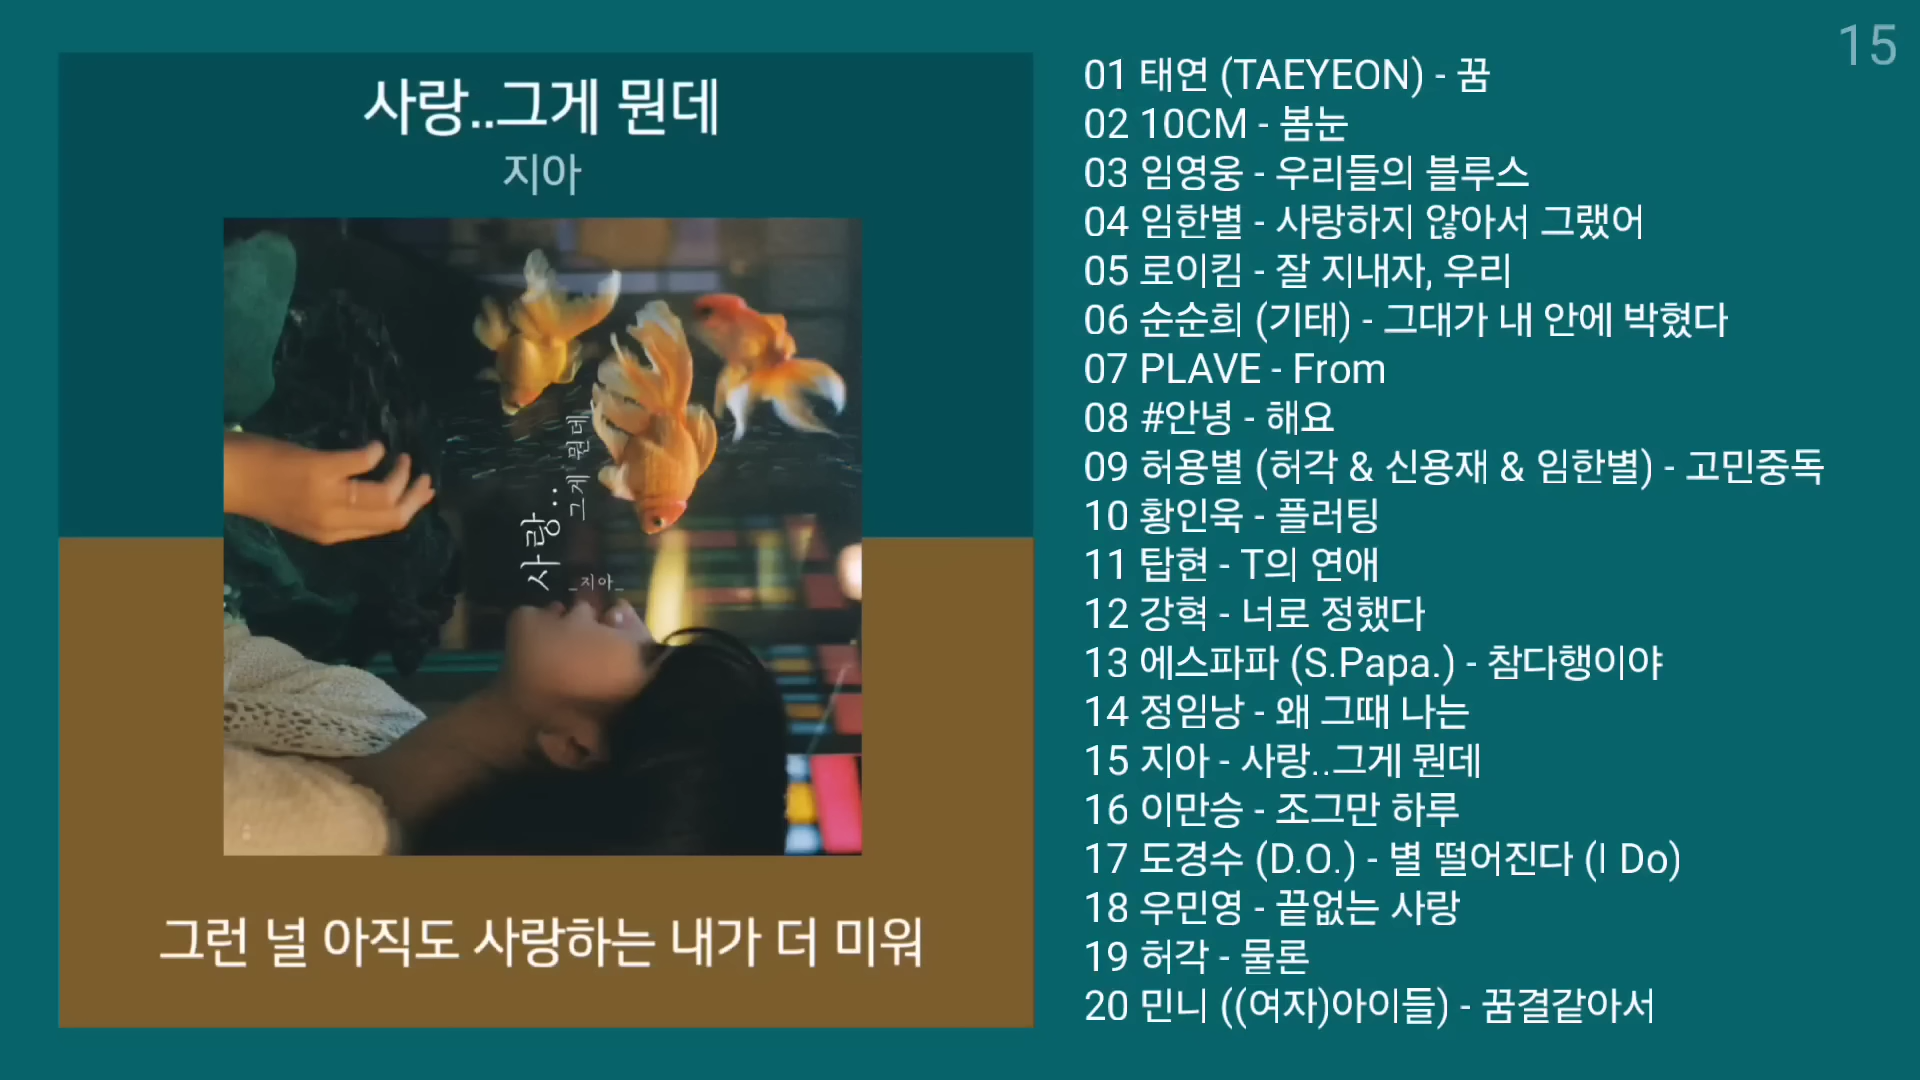 15
사랑..그게 뭔데
지아
사랑..
그게 뭔데
_지아_
그런 널 아직도 사랑하는 내가 더 미워
01 태연 (TAEYEON) - 꿈
02 10CM - 봄눈
03 임영웅 - 우리들의 블루스
04 임한별 - 사랑하지 않아서 그랬어
05 로이킴 - 잘 지내자, 우리
06 순순희 (기태) - 그대가 내 안에 박혔다
07 PLAVE - From
08 #안녕 - 해요
09 허용별 (허각 & 신용재 & 임한별) - 고민중독
10 황인욱 - 플러팅
11 탑현 - T의 연애
12 강혁 - 너로 정했다
13 에스파파 (S.Papa.) - 참다행이야
14 정임낭 - 왜 그때 나는
15 지아 - 사랑..그게 뭔데
16 이만승 - 조그만 하루
17 도경수 (D.O.) - 별 떨어진다 (I Do)
18 우민영 - 끝없는 사랑
19 허각 - 물론
20 민니 ((여자)아이들) - 꿈결같아서